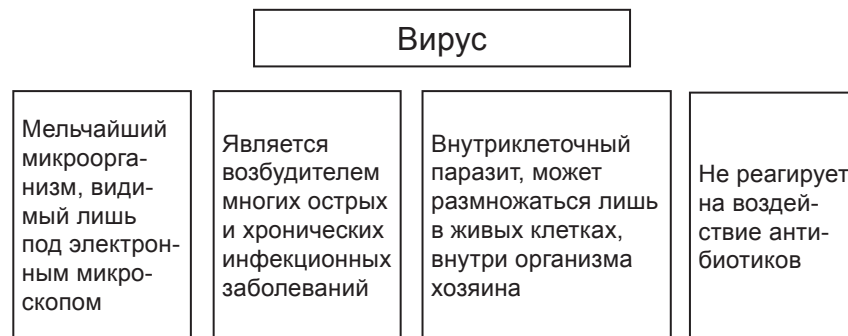 Вирус
Мельчайший
микроорга-
низм, види-
мый лишь
под электрон-
ным микро-
скопом
Является
возбудителем
многих острых
и хронических
инфекционных
заболеваний
Внутриклеточный
паразит, может
размножаться лишь
в живых клетках,
внутри организма
хозяина
Не реагирует
на воздей-
ствие анти-
биотиков